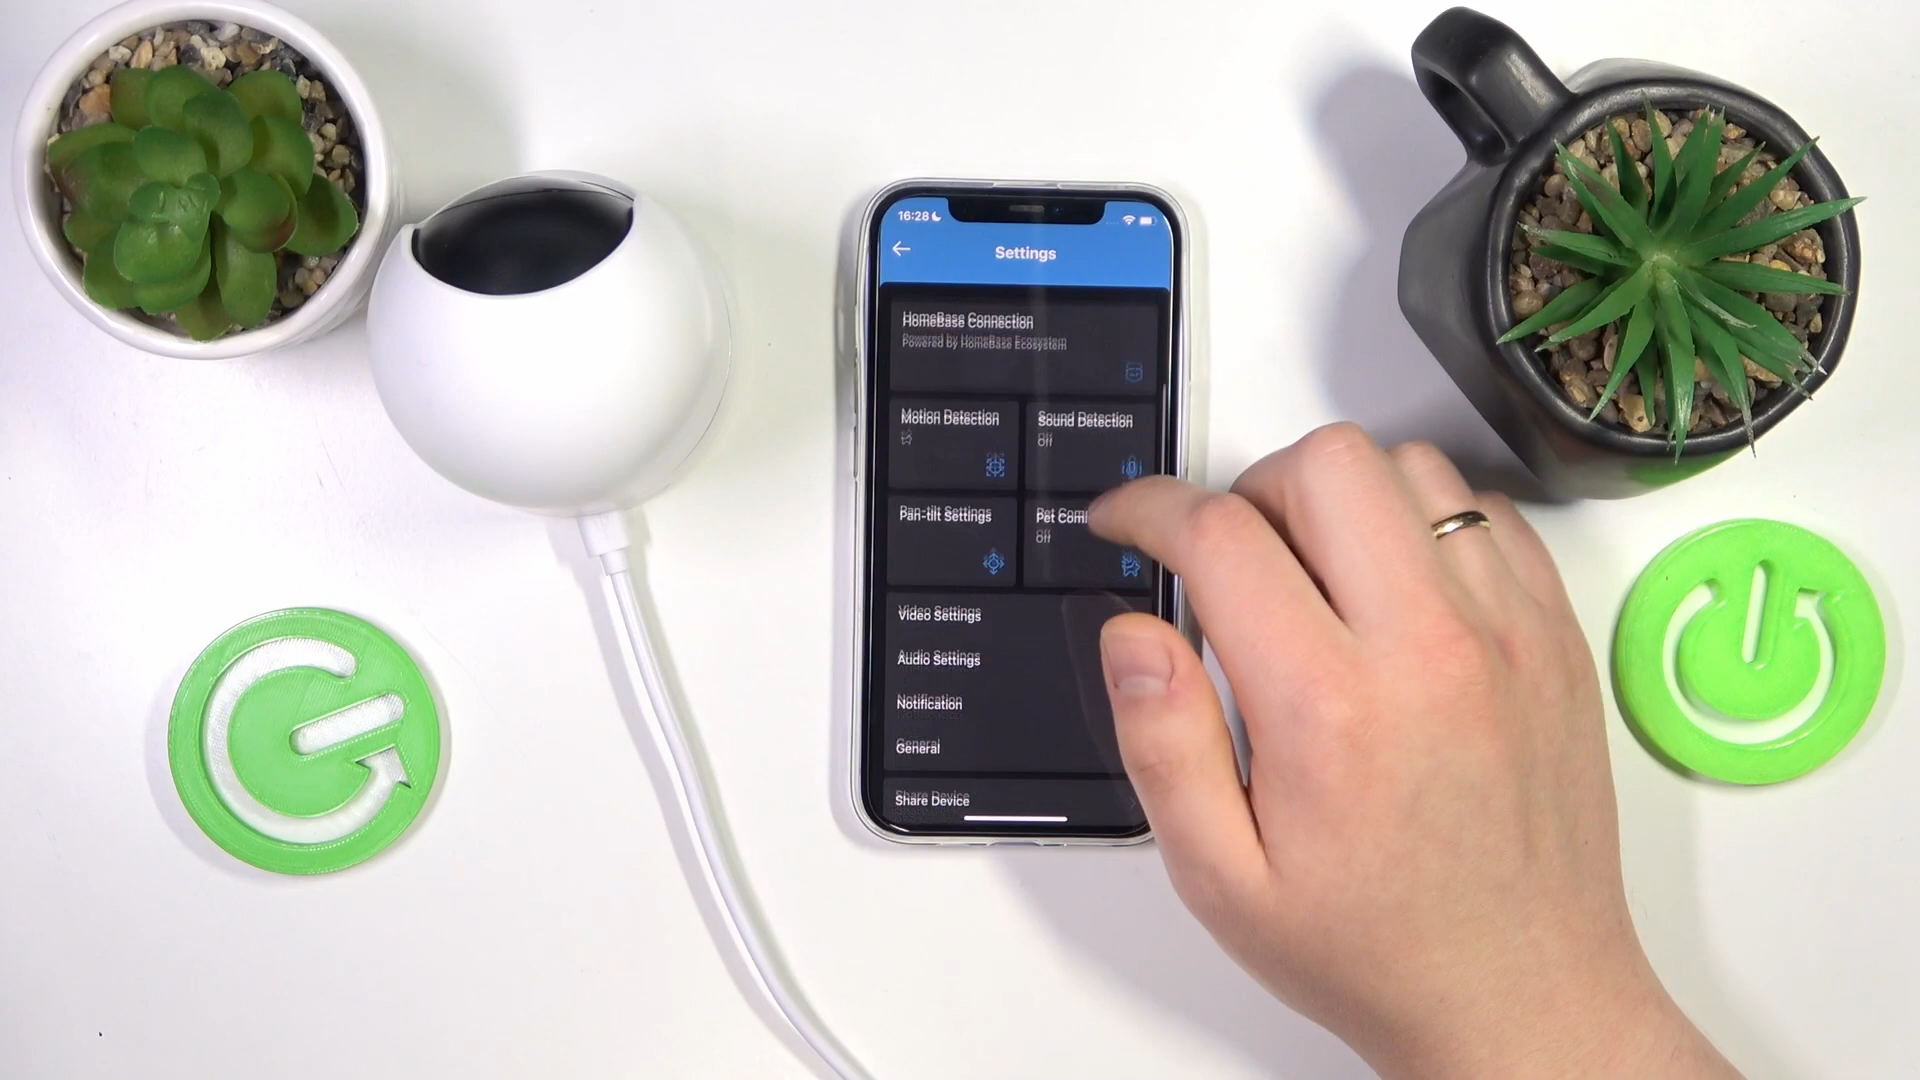 16:28
Settings
HomeBase Connection
Powered by HomeBase Ecosystem
Motion Detection
Sound Detection
Off
Pan-tilt Settings
Pet
Off
Video Settings
Audio Settings
Notification
General
Share Device